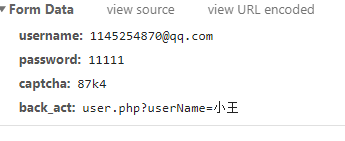 ▼ Form Data view source view URL encoded
username: 1145254870@qq.com
password: 11111
captcha: 87k4
back_act: user.php?userName=小王